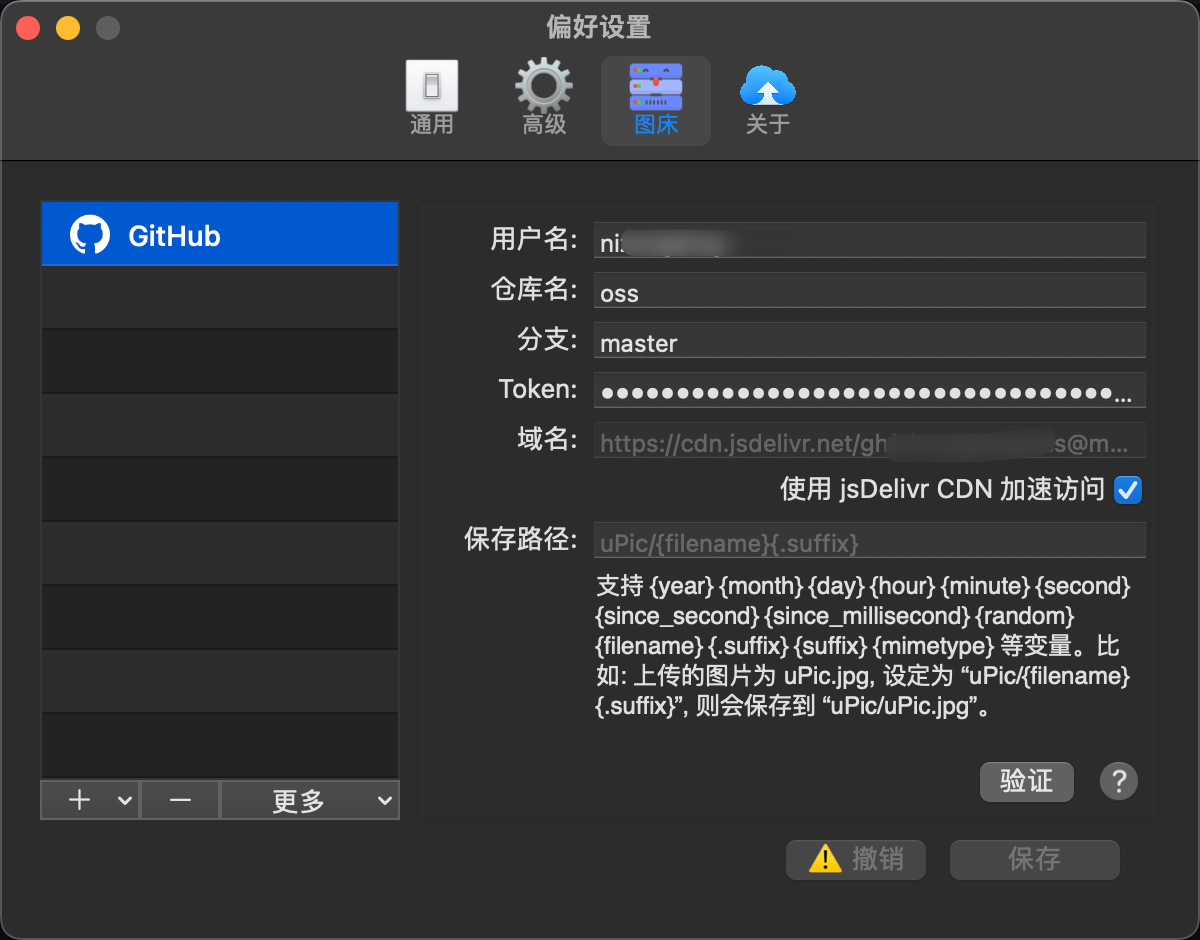 偏好设置
通用
高级
图床
关于
GitHub
用户名:
仓库名: oss
分支: master
Token: ●●●●●●●●●●●●●●●●●●●●●●●●●●●●●●●●●●...
域名: https://cdn.jsdelivr.net/gh s@m...
使用 jsDelivr CDN 加速访问
保存路径: uPic/{filename}{.suffix}
支持 {year} {month} {day} {hour} {minute} {second}
{since_second} {since_millisecond} {random}
{filename} {.suffix} {suffix} {mimetype} 等变量。比
如: 上传的图片为 uPic.jpg, 设定为 “uPic/{filename}
{.suffix}”, 则会保存到 “uPic/uPic.jpg”。
验证 ?
更多
撤销 保存